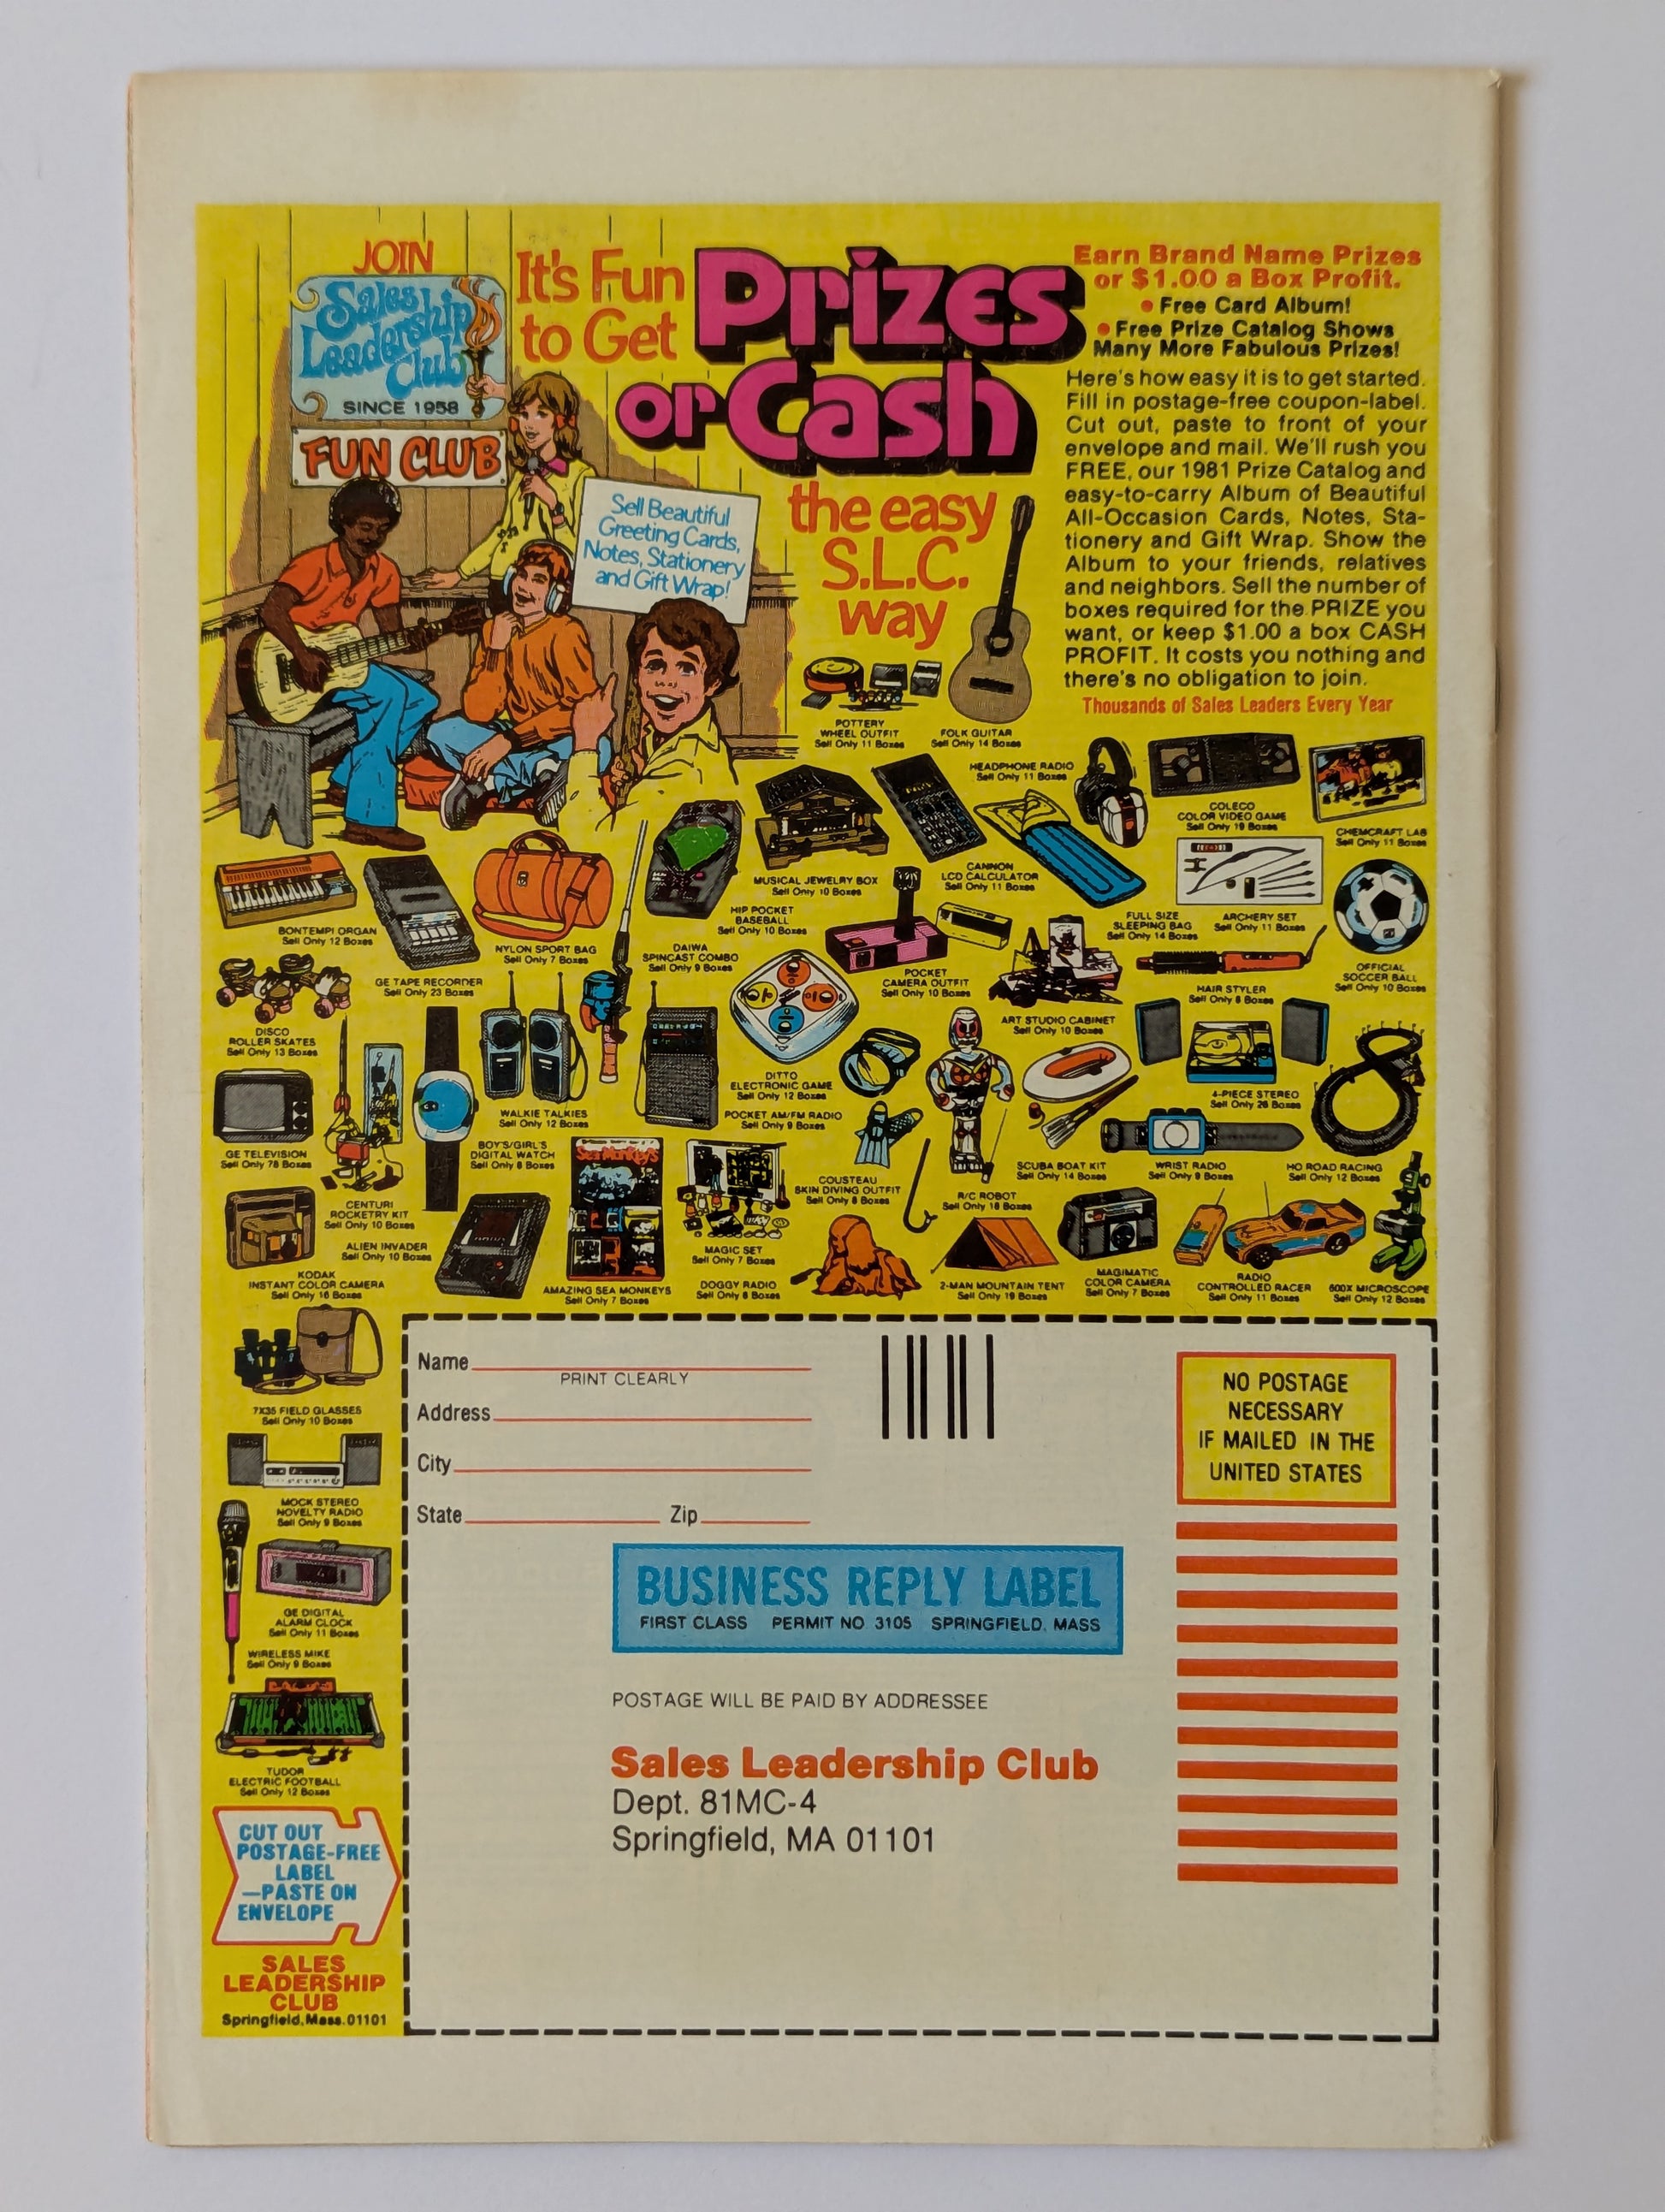 JOIN
Sales
Leadership
Club
SINCE 1958
FUN CLUB
It's Fun
to Get
Prizes
or Cash
the easy
S.L.C.
way
Sell Beautiful
Greeting Cards,
Notes, Stationery
and Gift Wrap!
Earn Brand Name Prizes
or $1.00 a Box Profit.
• Free Card Album!
• Free Prize Catalog Shows
Many More Fabulous Prizes!
Here's how easy it is to get started.
Fill in postage-free coupon-label.
Cut out, paste to front of your
envelope and mail. We'll rush you
FREE, our 1981 Prize Catalog and
easy-to-carry Album of Beautiful
All-Occasion Cards, Notes, Sta-
tionery and Gift Wrap. Show the
Album to your friends, relatives
and neighbors. Sell the number of
boxes required for the PRIZE you
want, or keep $1.00 a box CASH
PROFIT. It costs you nothing and
there's no obligation to join.
Thousands of Sales Leaders Every Year
POTTERY
WHEEL OUTFIT
Sell Only 11 Boxes
FOLK GUITAR
Sell Only 14 Boxes
HEADPHONE RADIO
Sell Only 11 Boxes
COLECO
COLOR VIDEO GAME
Sell Only 19 Boxes
CHEMCRAFT LAB
Sell Only 11 Boxes
MUSICAL JEWELRY BOX
Sell Only 10 Boxes
CANNON
LCD CALCULATOR
Sell Only 11 Boxes
FULL SIZE
SLEEPING BAG
Sell Only 14 Boxes
ARCHERY SET
Sell Only 11 Boxes
BONTEMPI ORGAN
Sell Only 12 Boxes
NYLON SPORT BAG
Sell Only 7 Boxes
HIP POCKET
BASEBALL
Sell Only 10 Boxes
DAIWA
SPINCAST COMBO
Sell Only 9 Boxes
POCKET
CAMERA OUTFIT
Sell Only 10 Boxes
HAIR STYLER
Sell Only 8 Boxes
OFFICIAL
SOCCER BALL
Sell Only 10 Boxes
GE TAPE RECORDER
Sell Only 23 Boxes
ART STUDIO CABINET
Sell Only 10 Boxes
DISCO
ROLLER SKATES
Sell Only 13 Boxes
DITTO
ELECTRONIC GAME
Sell Only 12 Boxes
4-PIECE STEREO
Sell Only 26 Boxes
WALKIE TALKIES
Sell Only 12 Boxes
POCKET AM/FM RADIO
Sell Only 9 Boxes
GE TELEVISION
Sell Only 78 Boxes
BOY'S/GIRL'S
DIGITAL WATCH
Sell Only 8 Boxes
Sea-Monkeys
COUSTEAU
SKIN DIVING OUTFIT
Sell Only 8 Boxes
SCUBA BOAT KIT
Sell Only 14 Boxes
WRIST RADIO
Sell Only 9 Boxes
HO ROAD RACING
Sell Only 12 Boxes
CENTURI
ROCKETRY KIT
Sell Only 10 Boxes
R/C ROBOT
Sell Only 18 Boxes
ALIEN INVADER
Sell Only 10 Boxes
MAGIC SET
Sell Only 7 Boxes
KODAK
INSTANT COLOR CAMERA
Sell Only 16 Boxes
AMAZING SEA MONKEYS
Sell Only 7 Boxes
DOGGY RADIO
Sell Only 8 Boxes
2-MAN MOUNTAIN TENT
Sell Only 19 Boxes
MAGIMATIC
COLOR CAMERA
Sell Only 7 Boxes
RADIO
CONTROLLED RACER
Sell Only 11 Boxes
600X MICROSCOPE
Sell Only 12 Boxes
7X35 FIELD GLASSES
Sell Only 10 Boxes
MOCK STEREO
NOVELTY RADIO
Sell Only 9 Boxes
GE DIGITAL
ALARM CLOCK
Sell Only 11 Boxes
WIRELESS MIKE
Sell Only 9 Boxes
TUDOR
ELECTRIC FOOTBALL
Sell Only 12 Boxes
CUT OUT
POSTAGE-FREE
LABEL
—PASTE ON
ENVELOPE
SALES
LEADERSHIP
CLUB
Springfield, Mass. 01101
Name
PRINT CLEARLY
Address
City
State Zip
NO POSTAGE
NECESSARY
IF MAILED IN THE
UNITED STATES
BUSINESS REPLY LABEL
FIRST CLASS PERMIT NO. 3105 SPRINGFIELD, MASS
POSTAGE WILL BE PAID BY ADDRESSEE
Sales Leadership Club
Dept. 81MC-4
Springfield, MA 01101